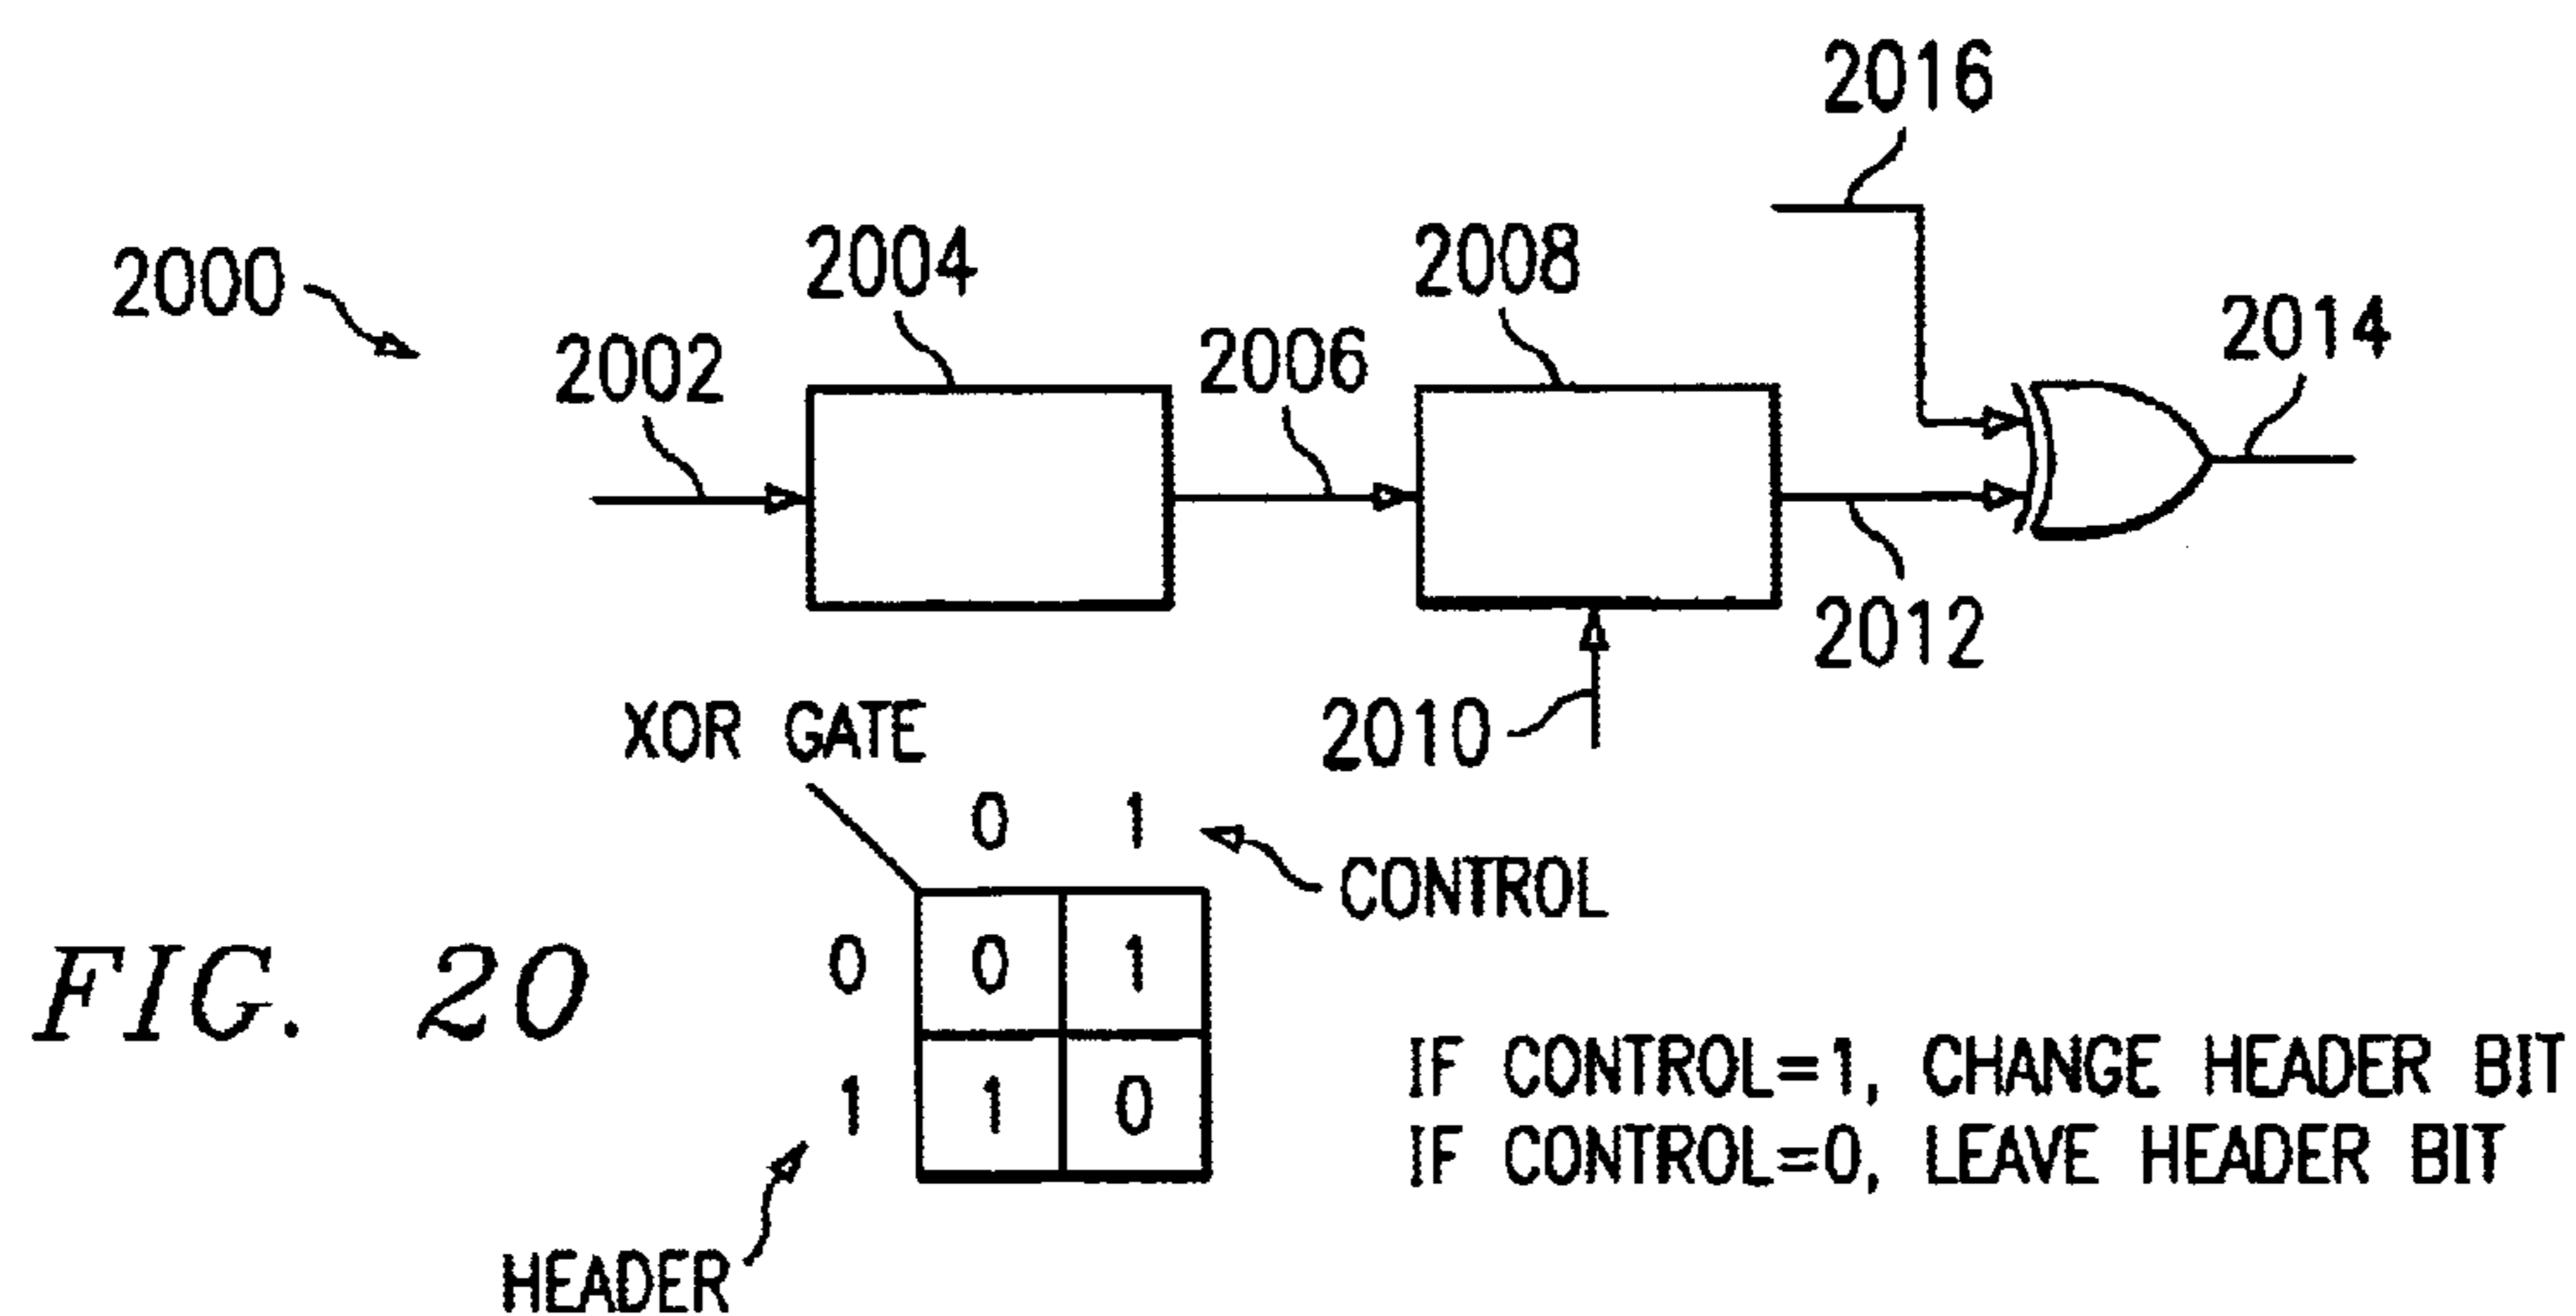 2016
2000
2004
2008
2002
2006
2014
2012
2010
XOR GATE
0 1
CONTROL
0 0 1
1 1 0
HEADER
FIG. 20
IF CONTROL=1, CHANGE HEADER BIT
IF CONTROL=0, LEAVE HEADER BIT